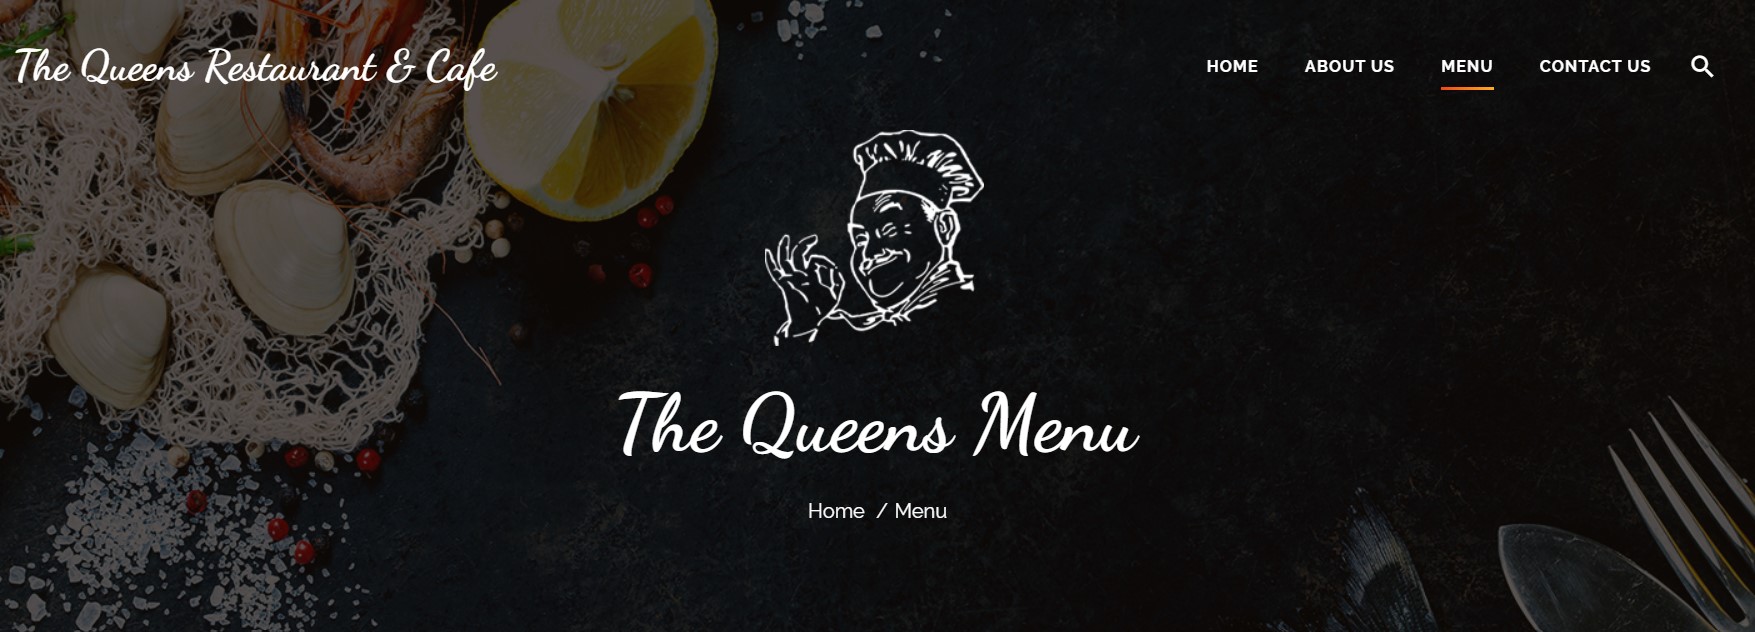 The Queens Restaurant & Cafe
HOME ABOUT US MENU CONTACT US
The Queens Menu
Home / Menu